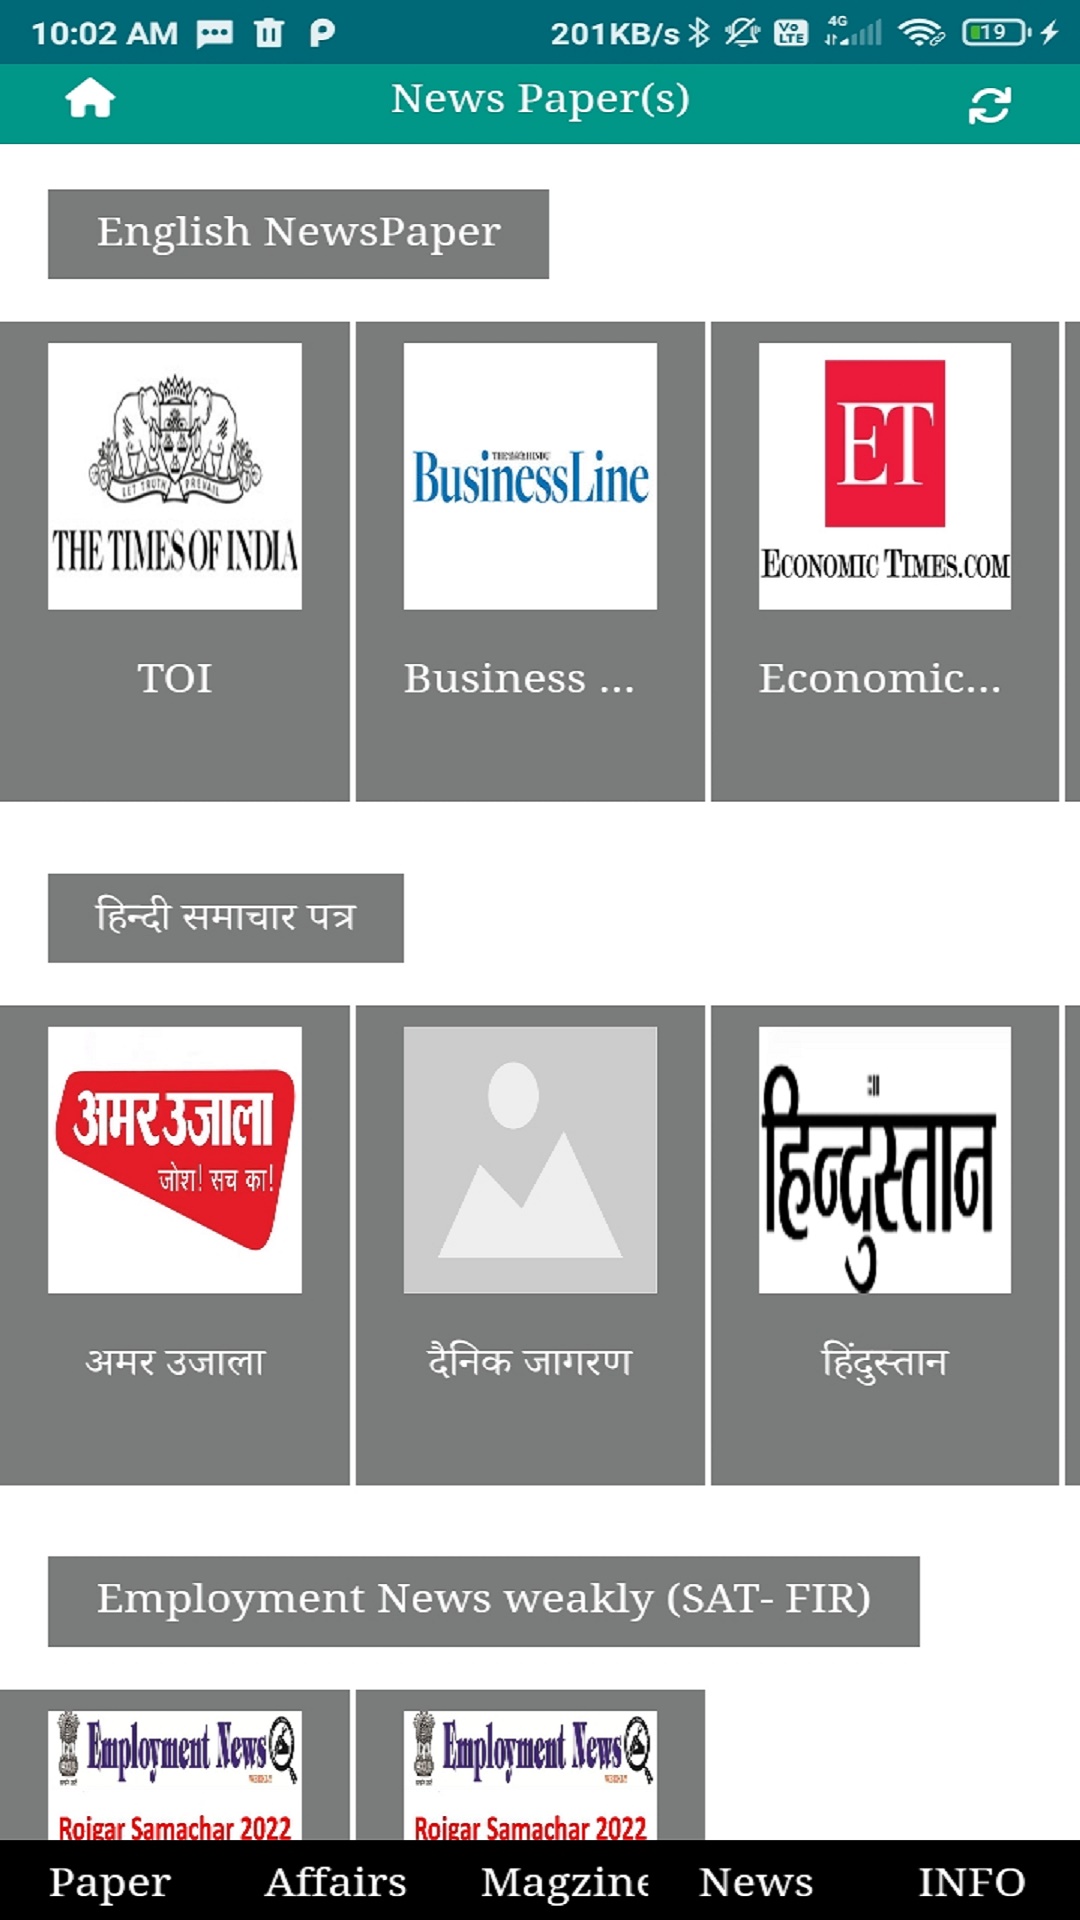 10:02 AM 201KB/s Vo LTE 4G 19
News Paper(s)
English NewsPaper
LET TRUTH PREVAIL
THE TIMES OF INDIA
BusinessLine
ET
ECONOMIC TIMES.COM
TOI Business ... Economic...
हिन्दी समाचार पत्र
अमर उजाला
जोश! सच का!
हिन्दुस्तान
अमर उजाला दैनिक जागरण हिंदुस्तान
Employment News weakly (SAT- FIR)
Employment News Employment News
Rojgar Samachar 2022 Rojgar Samachar 2022
Paper Affairs Magzine News INFO